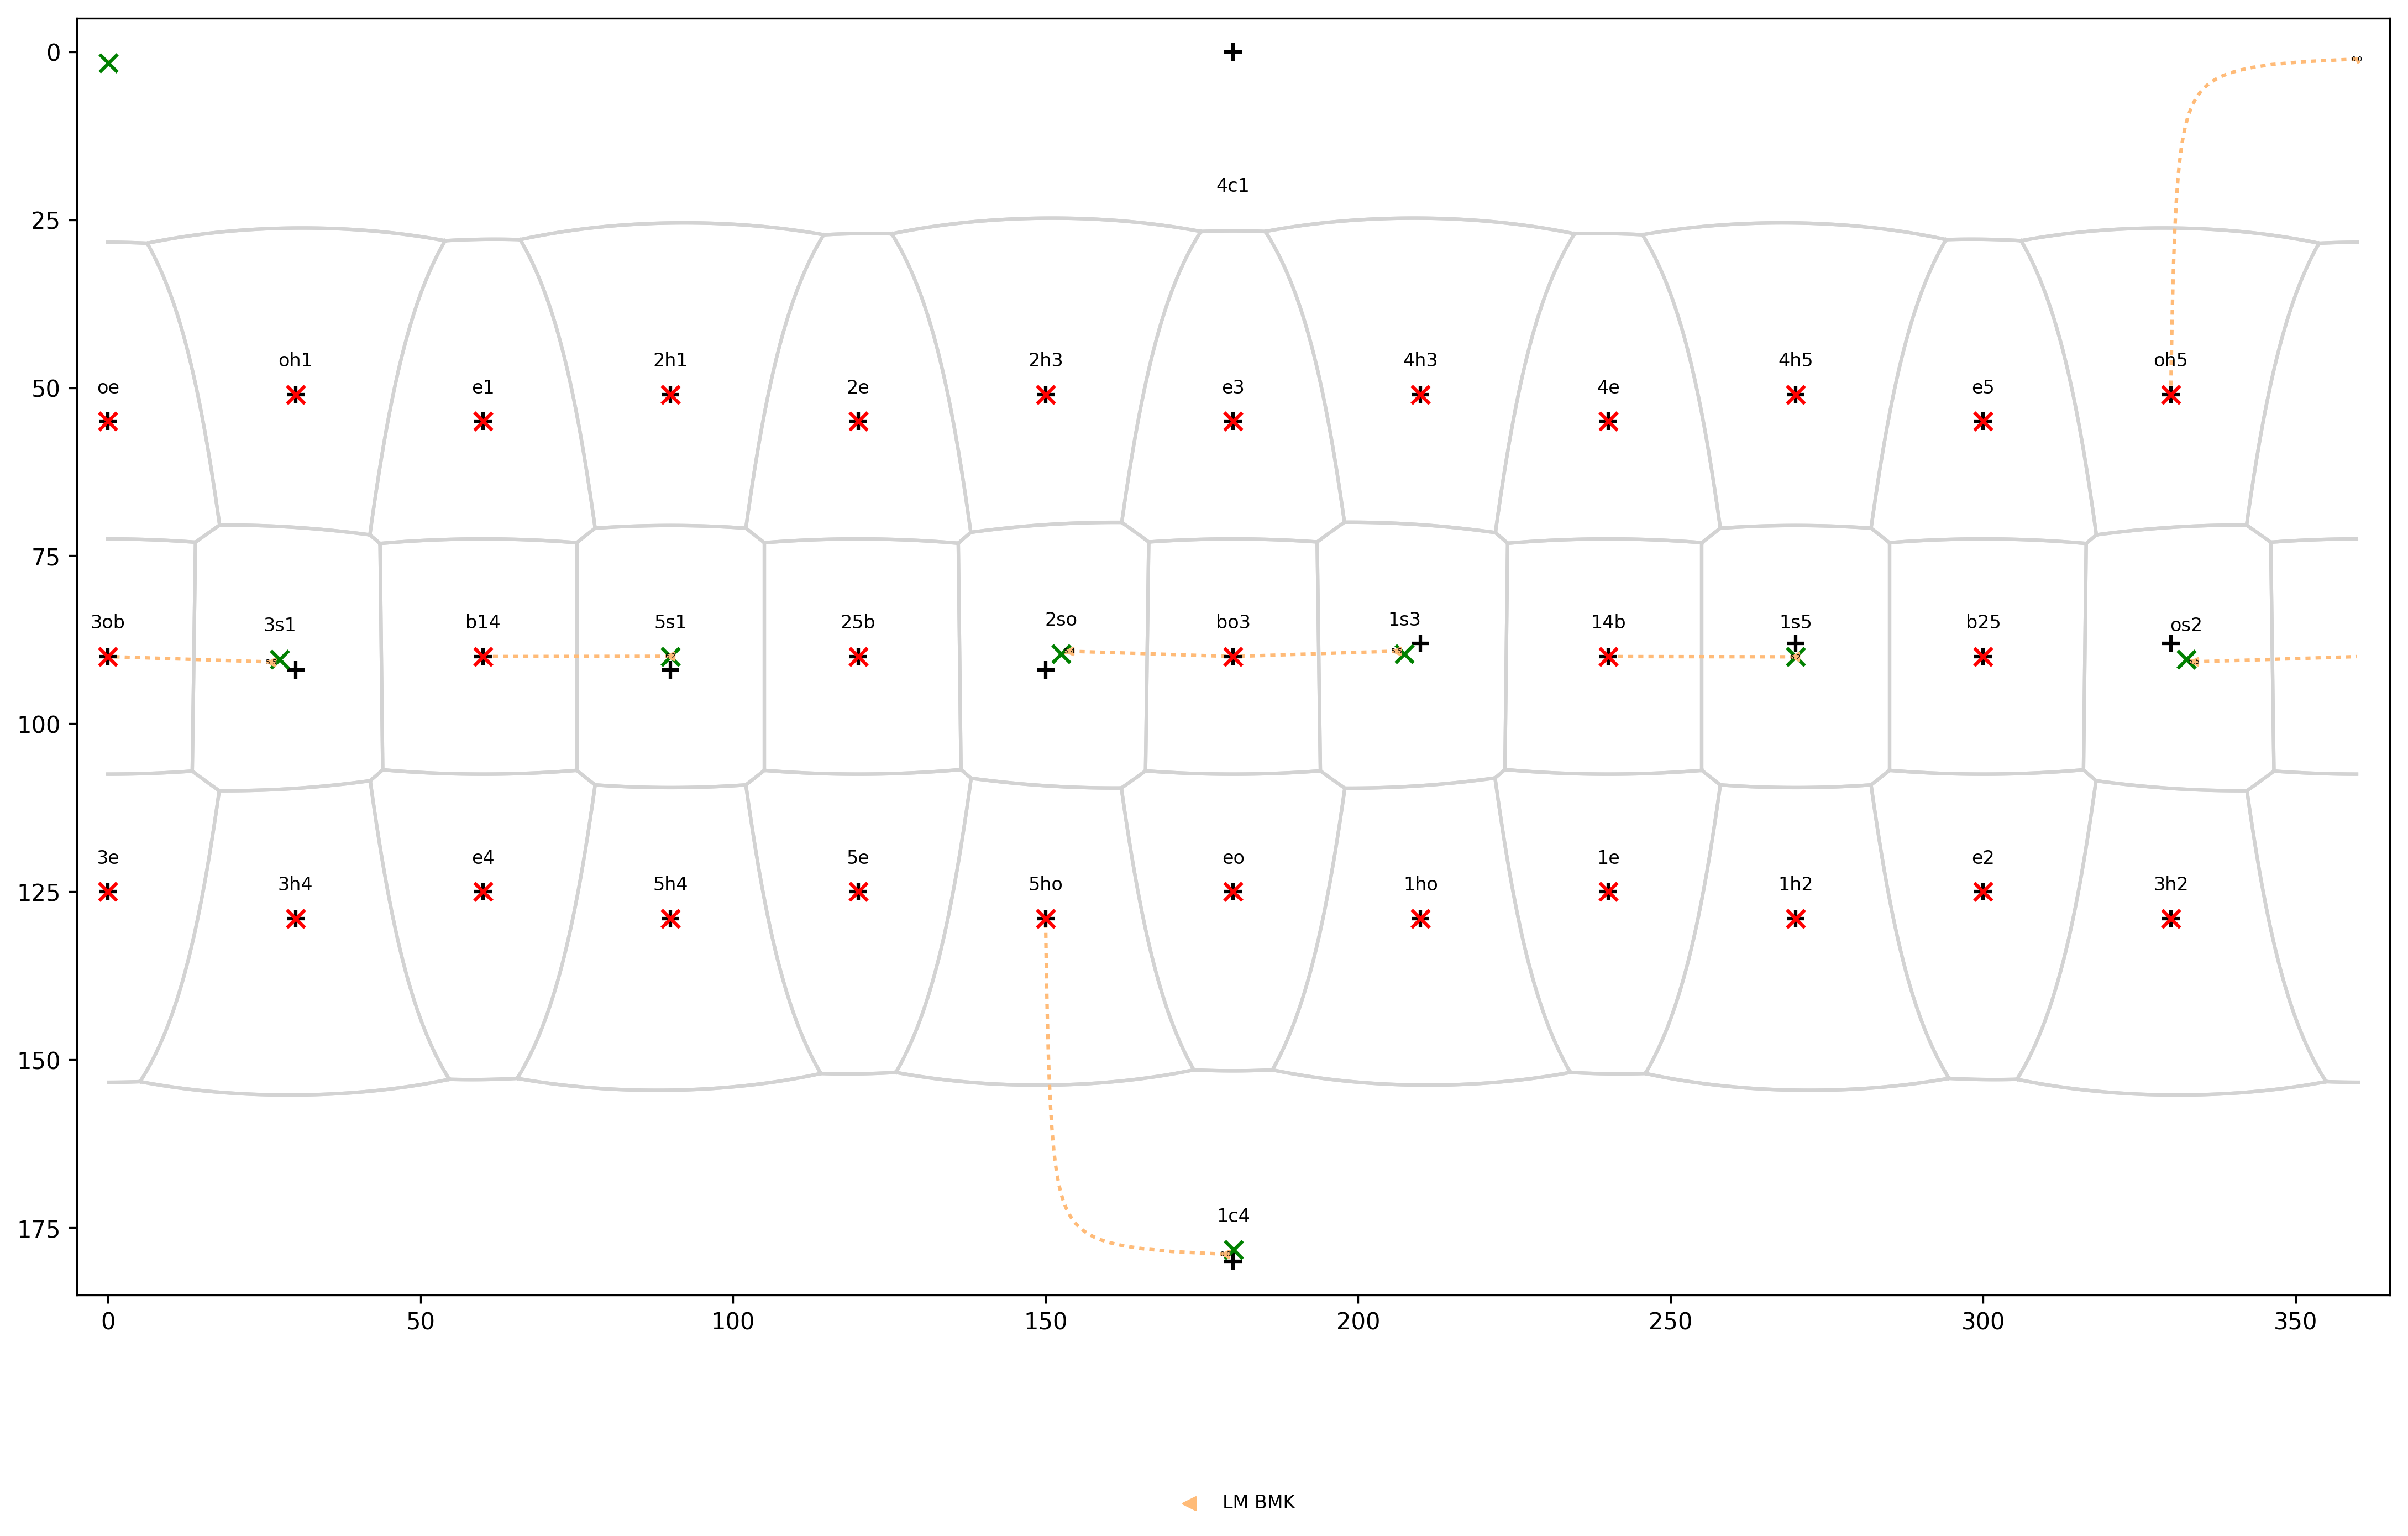 0
4c1
25
oh1 2h1 2h3 4h3 4h5 oh5
50 oe e1 2e e3 4e e5
75
3ob 3s1 b14 5s1 25b 2so bo3 1s3 14b 1s5 b25 os2
100
3e e4 5e eo 1e e2
125 3h4 5h4 5ho 1ho 1h2 3h2
150
175 1c4
0 50 100 150 200 250 300 350
LM BMK